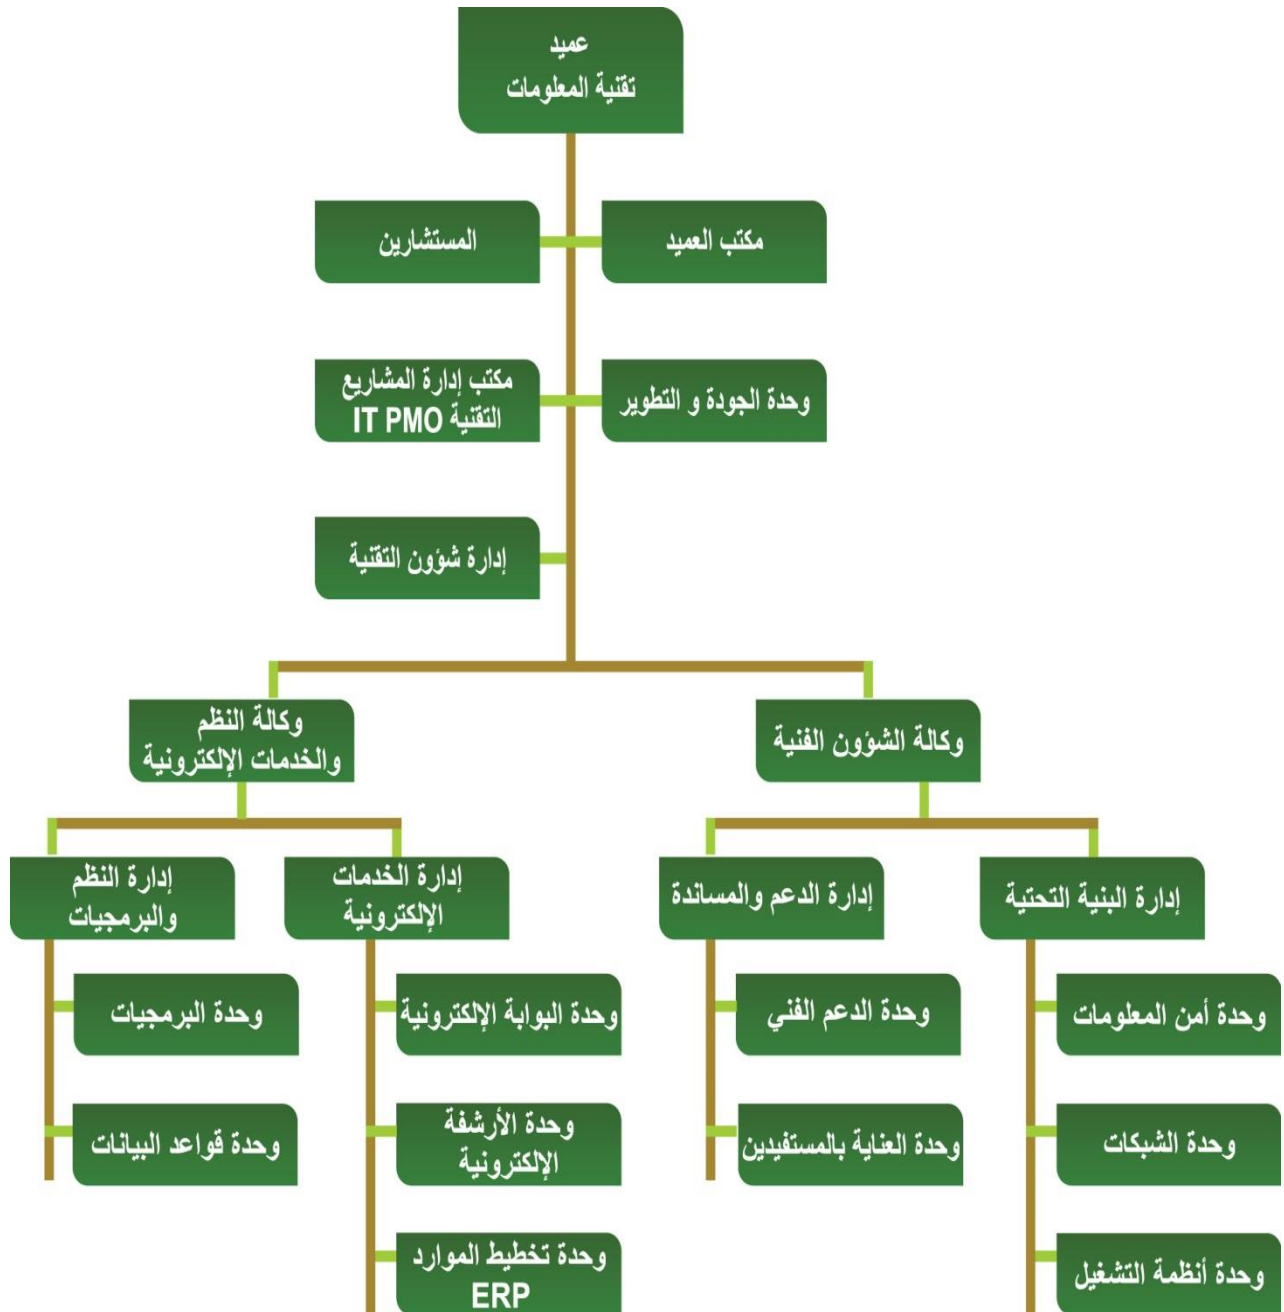 عميد
تقنية المعلومات
مكتب العميد
المستشارين
وحدة الجودة و التطوير
مكتب إدارة المشاريع
التقنية IT PMO
إدارة شؤون التقنية
وكالة الشؤون الفنية
وكالة النظم
والخدمات الإلكترونية
إدارة البنية التحتية
إدارة الدعم والمساندة
إدارة الخدمات
الإلكترونية
إدارة النظم
والبرمجيات
وحدة أمن المعلومات
وحدة الدعم الفني
وحدة البوابة الإلكترونية
وحدة البرمجيات
وحدة الشبكات
وحدة العناية بالمستفيدين
وحدة الأرشفة
الإلكترونية
وحدة قواعد البيانات
وحدة أنظمة التشغيل
وحدة تخطيط الموارد
ERP